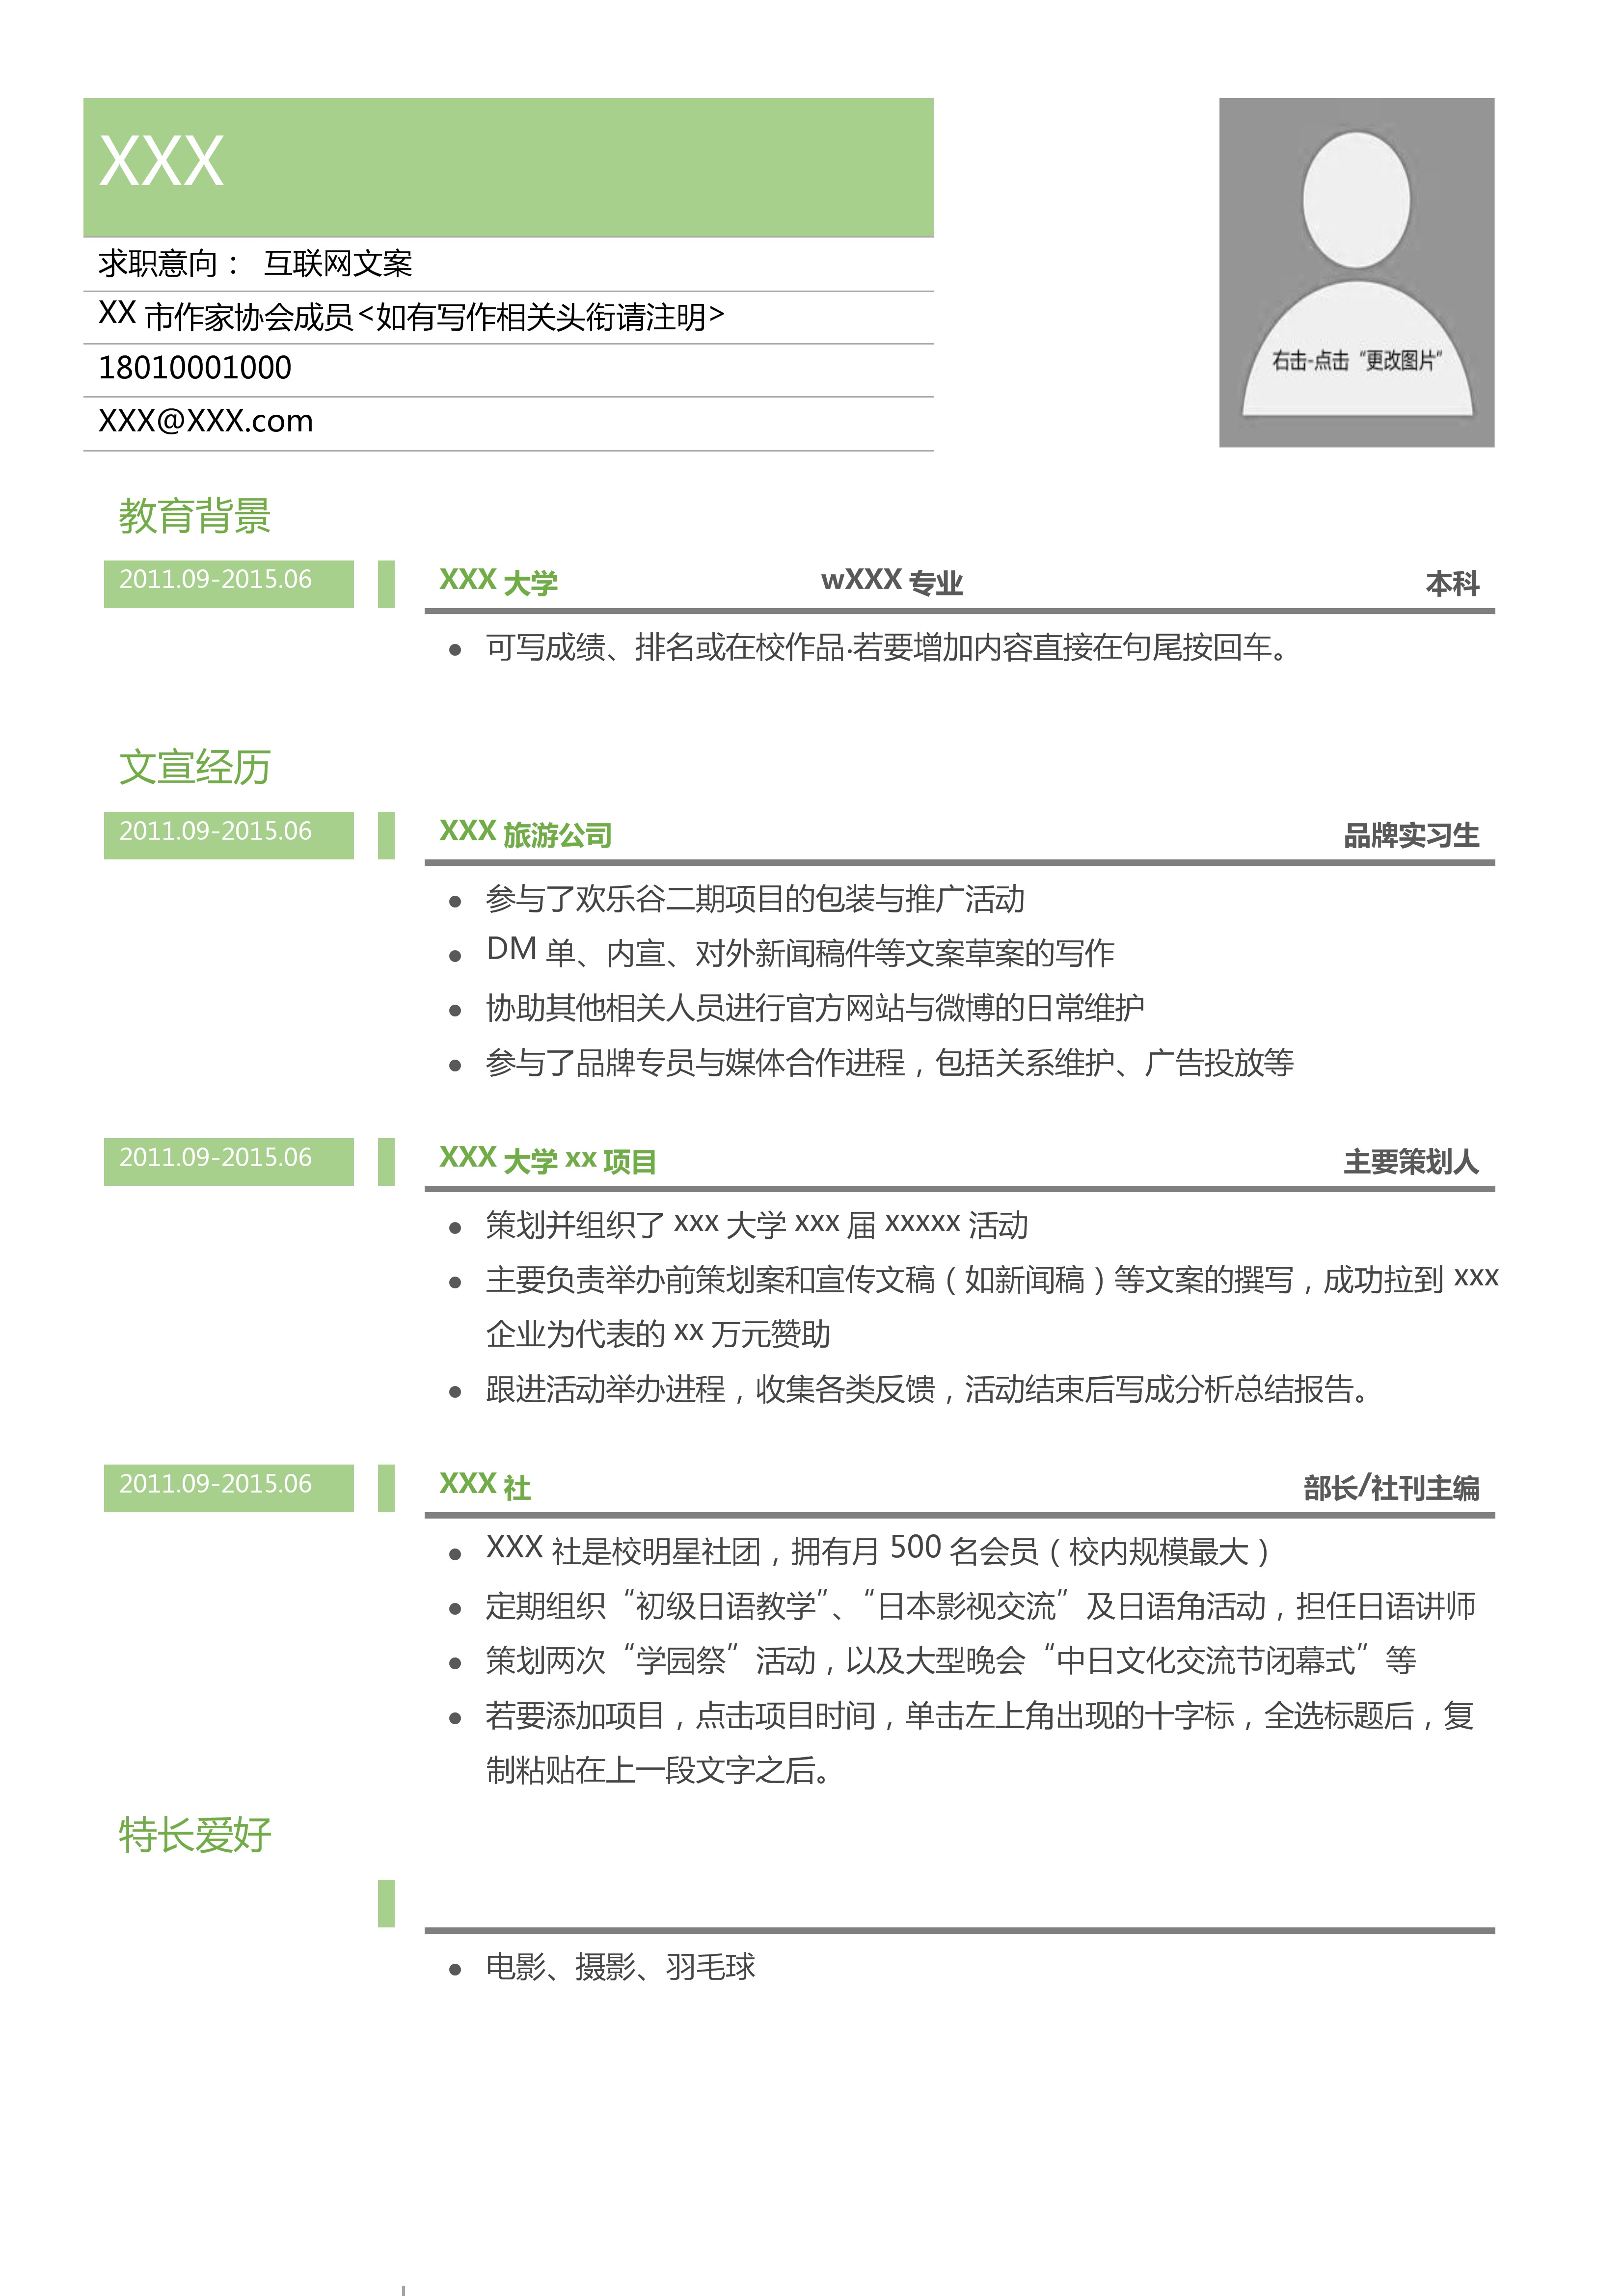 XXX
求职意向： 互联网文案
XX 市作家协会成员<如有写作相关头衔请注明>
18010001000
XXX@XXX.com
右击-点击“更改图片”
教育背景
2011.09-2015.06 XXX 大学 wXXX 专业 本科
● 可写成绩、排名或在校作品·若要增加内容直接在句尾按回车。
文宣经历
2011.09-2015.06 XXX 旅游公司 品牌实习生
● 参与了欢乐谷二期项目的包装与推广活动
● DM 单、内宣、对外新闻稿件等文案草案的写作
● 协助其他相关人员进行官方网站与微博的日常维护
● 参与了品牌专员与媒体合作进程，包括关系维护、广告投放等
2011.09-2015.06 XXX 大学 xx 项目 主要策划人
● 策划并组织了 xxx 大学 xxx 届 xxxxx 活动
● 主要负责举办前策划案和宣传文稿（如新闻稿）等文案的撰写，成功拉到 xxx
企业为代表的 xx 万元赞助
● 跟进活动举办进程，收集各类反馈，活动结束后写成分析总结报告。
2011.09-2015.06 XXX 社 部长/社刊主编
● XXX 社是校明星社团，拥有月 500 名会员（校内规模最大）
● 定期组织“初级日语教学”、“日本影视交流”及日语角活动，担任日语讲师
● 策划两次“学园祭”活动，以及大型晚会“中日文化交流节闭幕式”等
● 若要添加项目，点击项目时间，单击左上角出现的十字标，全选标题后，复
制粘贴在上一段文字之后。
特长爱好
● 电影、摄影、羽毛球